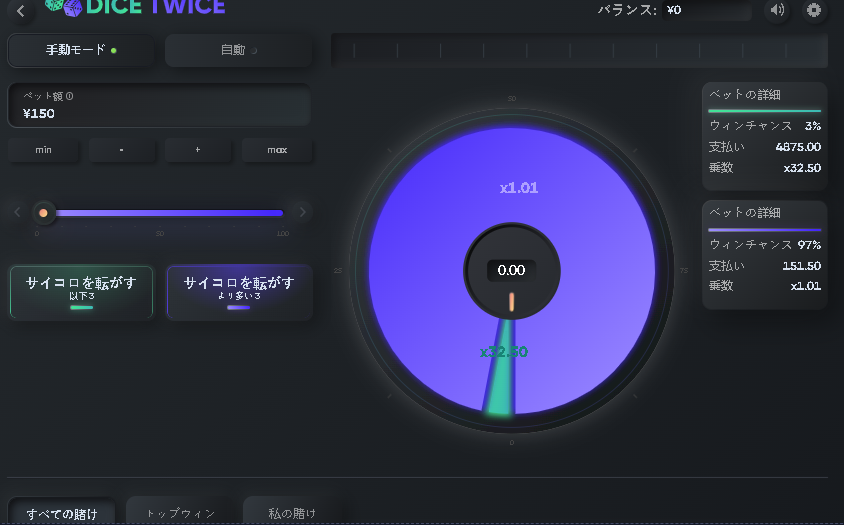 DICE TWICE
バランス: ¥0
手動モード
自動
ベット額
¥150
min
-
+
max
0
50
100
サイコロを転がす
以下 3
サイコロを転がす
より多い 3
50
25
75
0
x1.01
0.00
x32.50
ベットの詳細
ウィンチャンス 3%
支払い 4875.00
乗数 x32.50
ベットの詳細
ウィンチャンス 97%
支払い 151.50
乗数 x1.01
すべての賭け
トップウィン
私の賭け